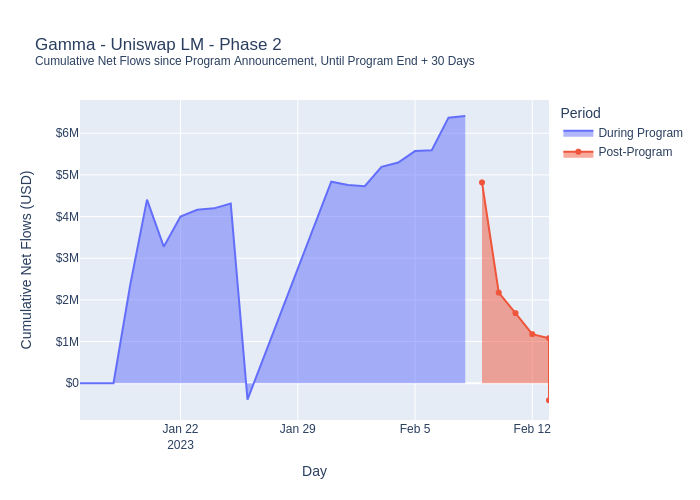 Gamma - Uniswap LM - Phase 2
Cumulative Net Flows since Program Announcement, Until Program End + 30 Days
Period
During Program
Post-Program
Cumulative Net Flows (USD)
$6M
$5M
$4M
$3M
$2M
$1M
$0
Jan 22
2023
Jan 29
Feb 5
Feb 12
Day